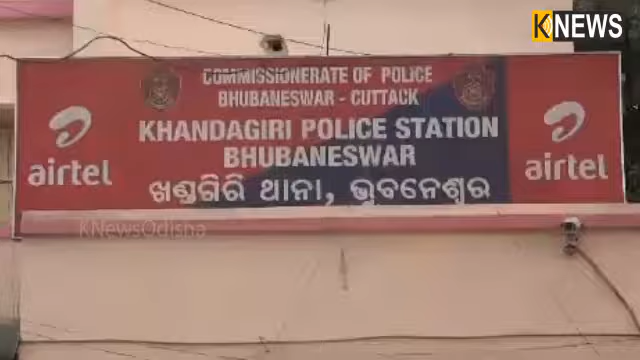 KNEWS
COMMISSIONERATE OF POLICE
BHUBANESWAR - CUTTACK
KHANDAGIRI POLICE STATION
BHUBANESWAR
ଖଣ୍ଡଗିରି ଥାନା, ଭୁବନେଶ୍ୱର
airtel
airtel
KNewsOdisha